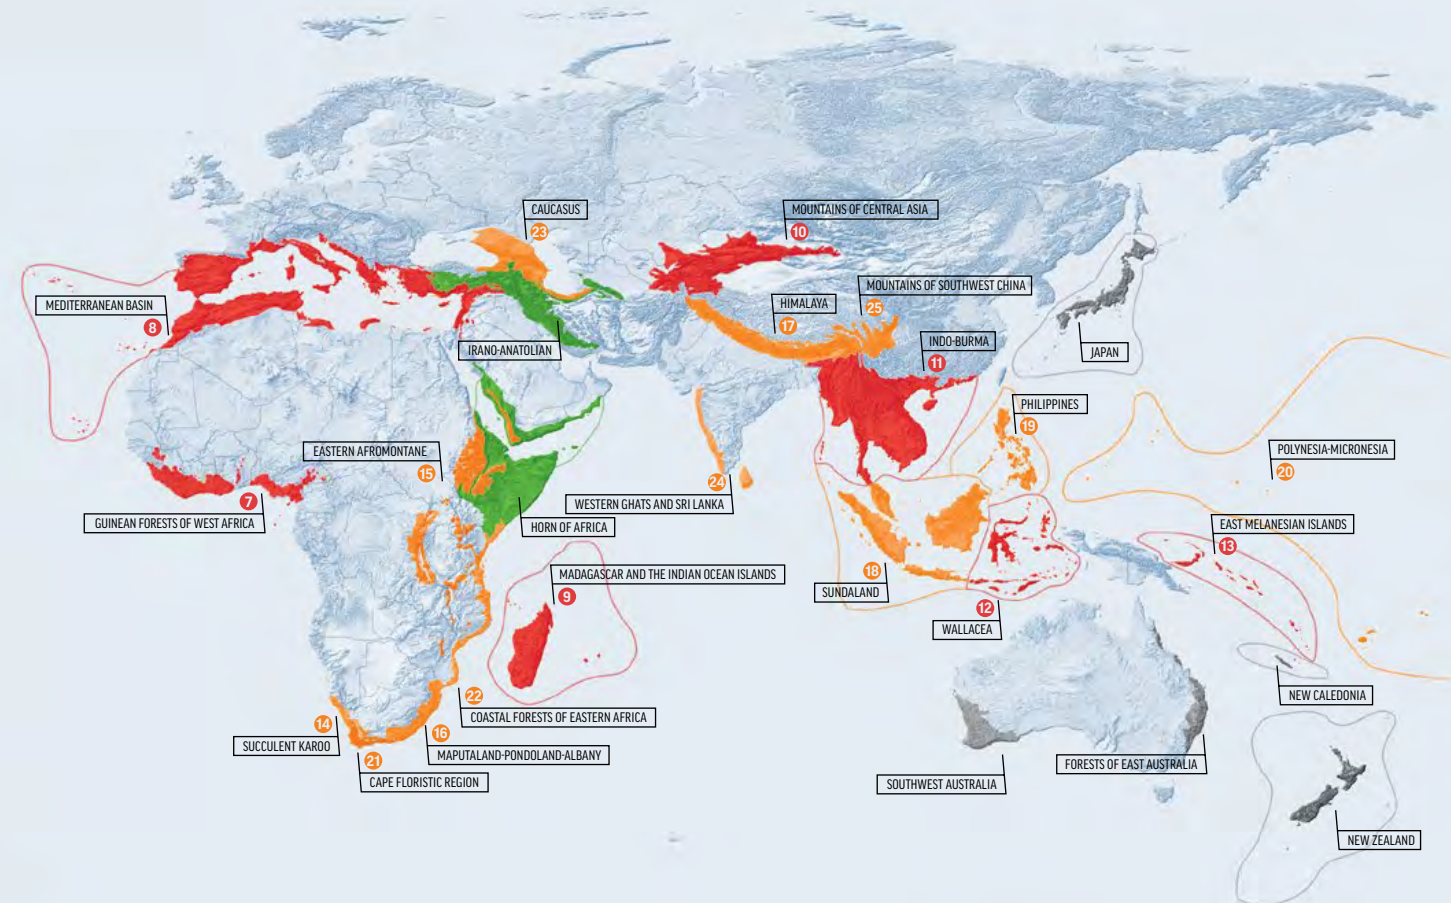 CAUCASUS
23
MOUNTAINS OF CENTRAL ASIA
10
MOUNTAINS OF SOUTHWEST CHINA
25
MEDITERRANEAN BASIN
8
HIMALAYA
17
INDO-BURMA
11
IRANO-ANATOLIAN
JAPAN
PHILIPPINES
19
EASTERN AFROMONTANE
15
POLYNESIA-MICRONESIA
20
WESTERN GHATS AND SRI LANKA
24
GUINEAN FORESTS OF WEST AFRICA
7
HORN OF AFRICA
EAST MELANESIAN ISLANDS
13
MADAGASCAR AND THE INDIAN OCEAN ISLANDS
9
SUNDALAND
18
WALLACEA
12
NEW CALEDONIA
22
COASTAL FORESTS OF EASTERN AFRICA
14
SUCCULENT KAROO
16
MAPUTALAND-PONDOLAND-ALBANY
21
CAPE FLORISTIC REGION
FORESTS OF EAST AUSTRALIA
SOUTHWEST AUSTRALIA
NEW ZEALAND